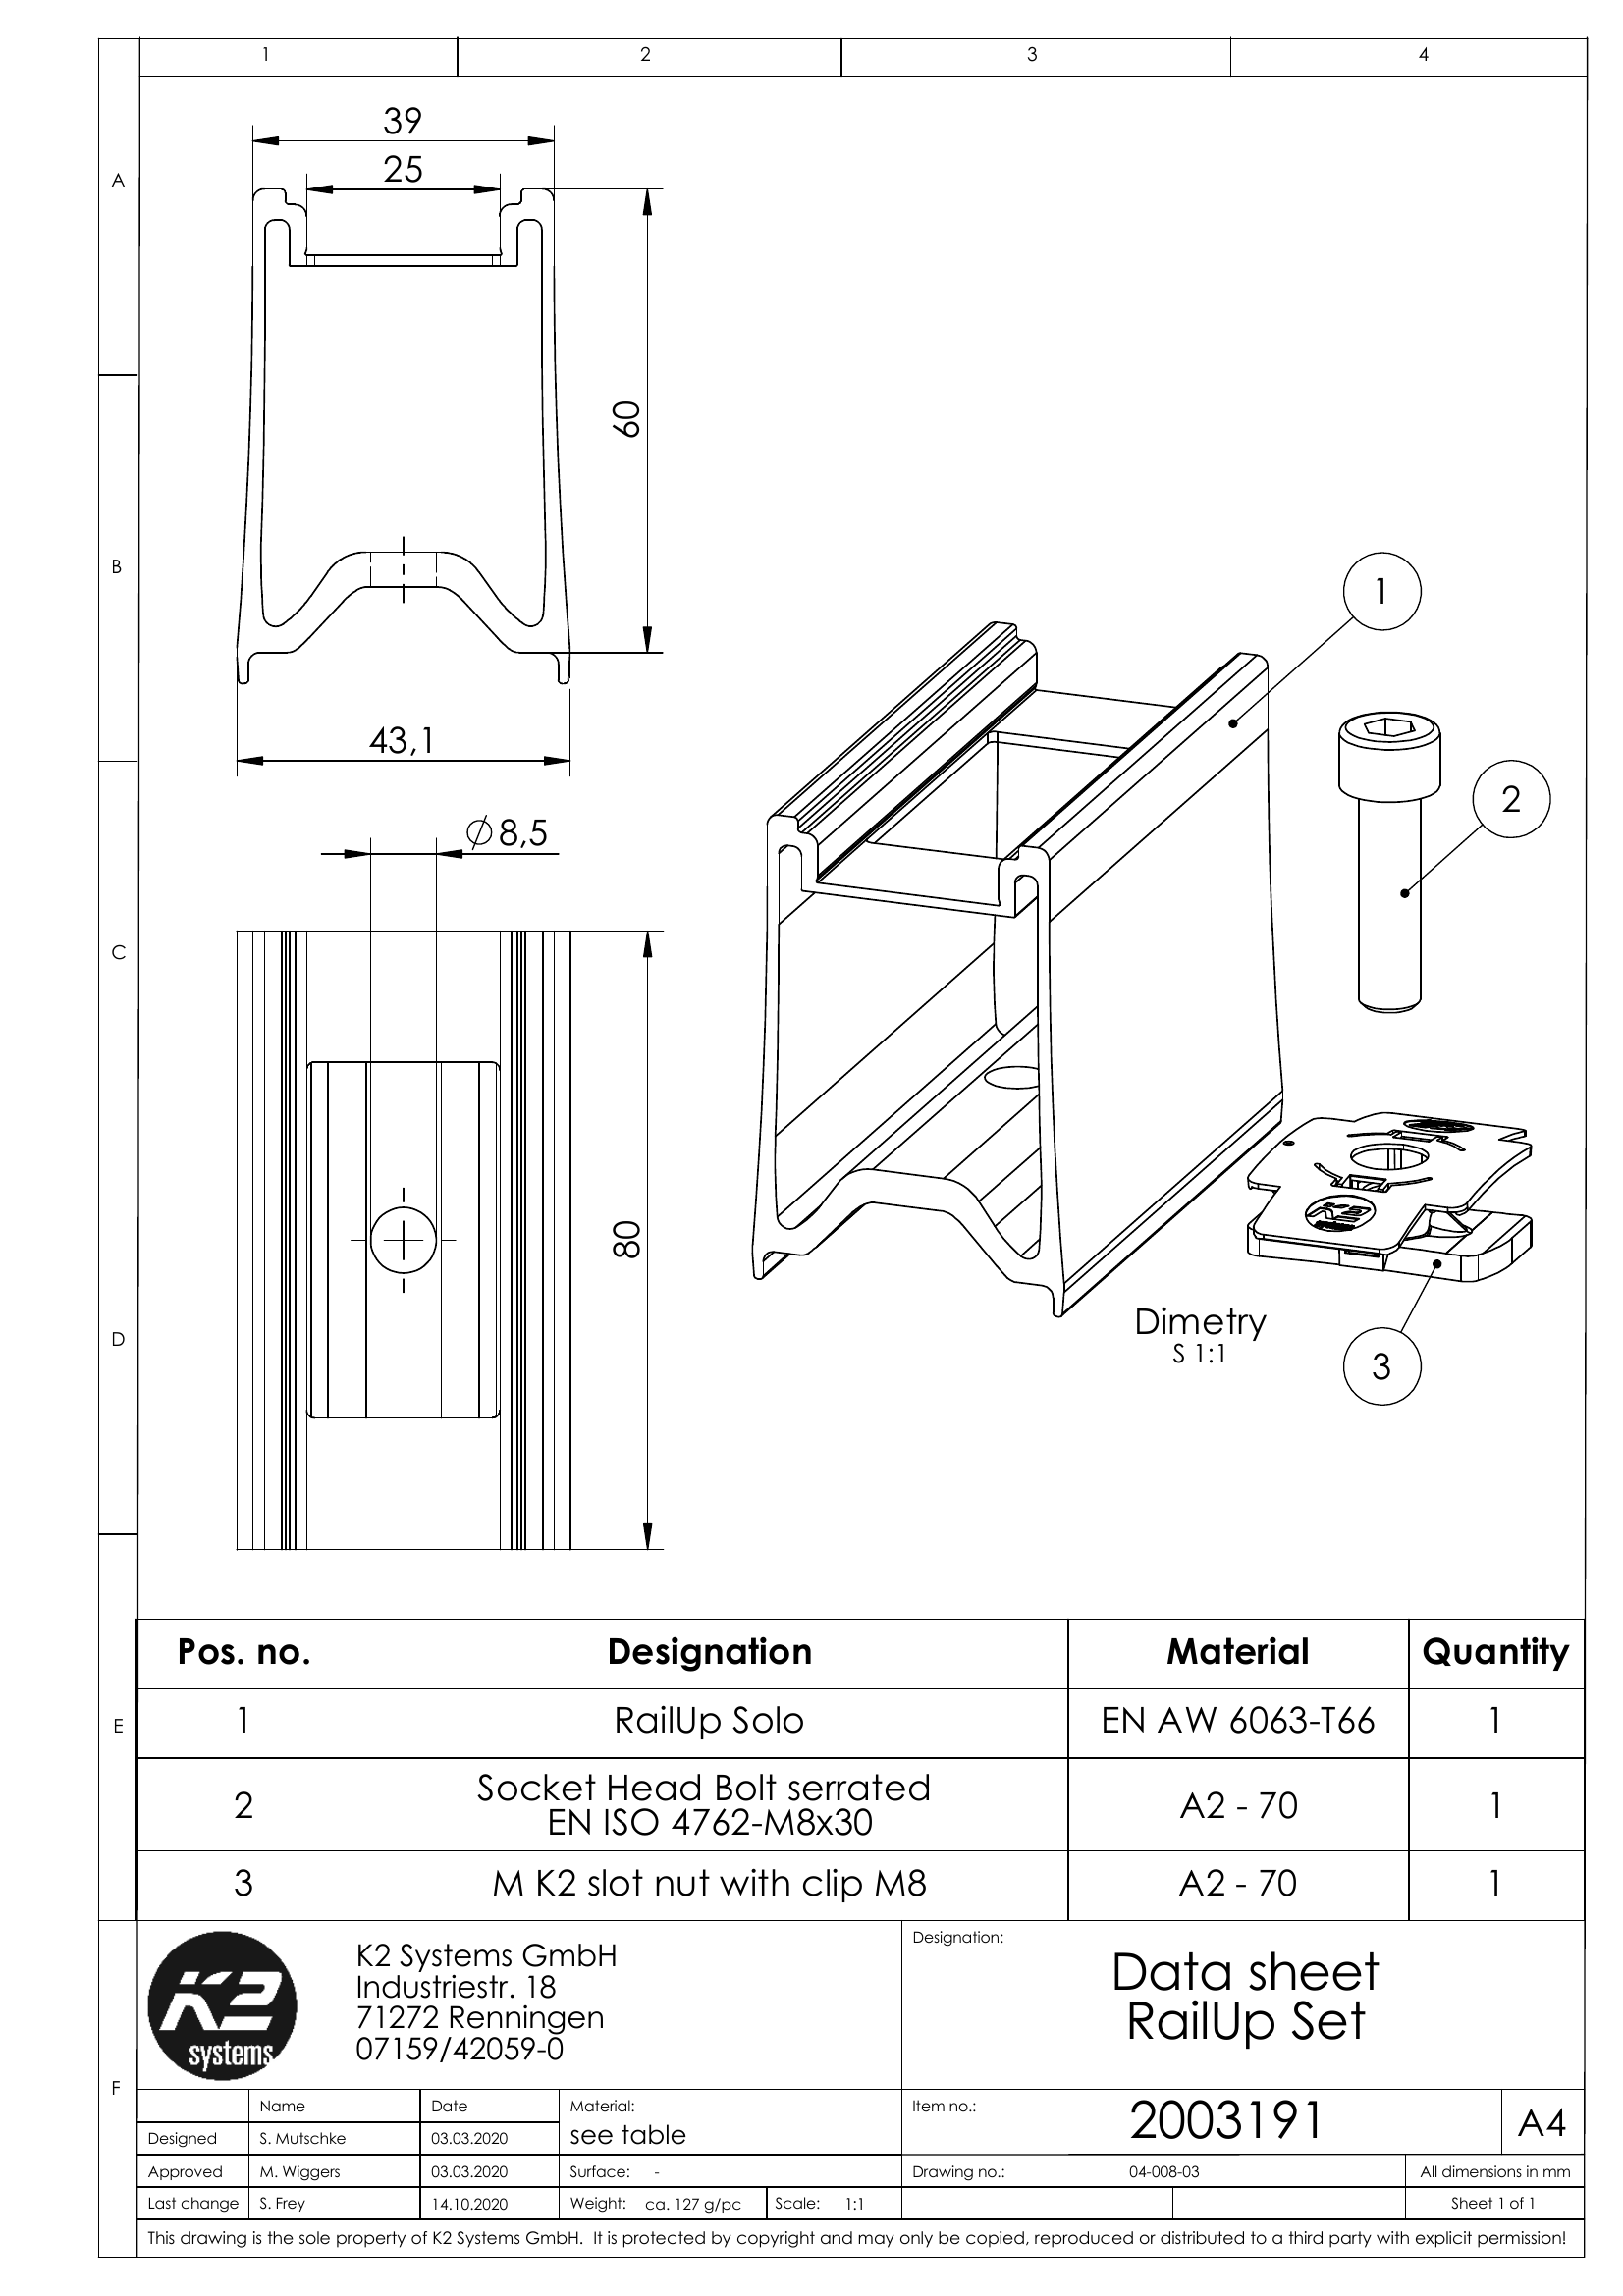 1 2 3 4
A
B
C
D
E
F
39
25
60
43,1
Ø8,5
80
1
2
3
K2
systems
Dimetry
S 1:1
Pos. no. Designation Material Quantity
1 RailUp Solo EN AW 6063-T66 1
2 Socket Head Bolt serrated
EN ISO 4762-M8x30 A2 - 70 1
3 M K2 slot nut with clip M8 A2 - 70 1
K2
systems
K2 Systems GmbH
Industriestr. 18
71272 Renningen
07159/42059-0
Designation:
Data sheet
RailUp Set
Name Date Material: Item no.: 2003191 A4
Designed S. Mutschke 03.03.2020 see table
Approved M. Wiggers 03.03.2020 Surface: - Drawing no.: 04-008-03 All dimensions in mm
Last change S. Frey 14.10.2020 Weight: ca. 127 g/pc Scale: 1:1 Sheet 1 of 1
This drawing is the sole property of K2 Systems GmbH. It is protected by copyright and may only be copied, reproduced or distributed to a third party with explicit permission!